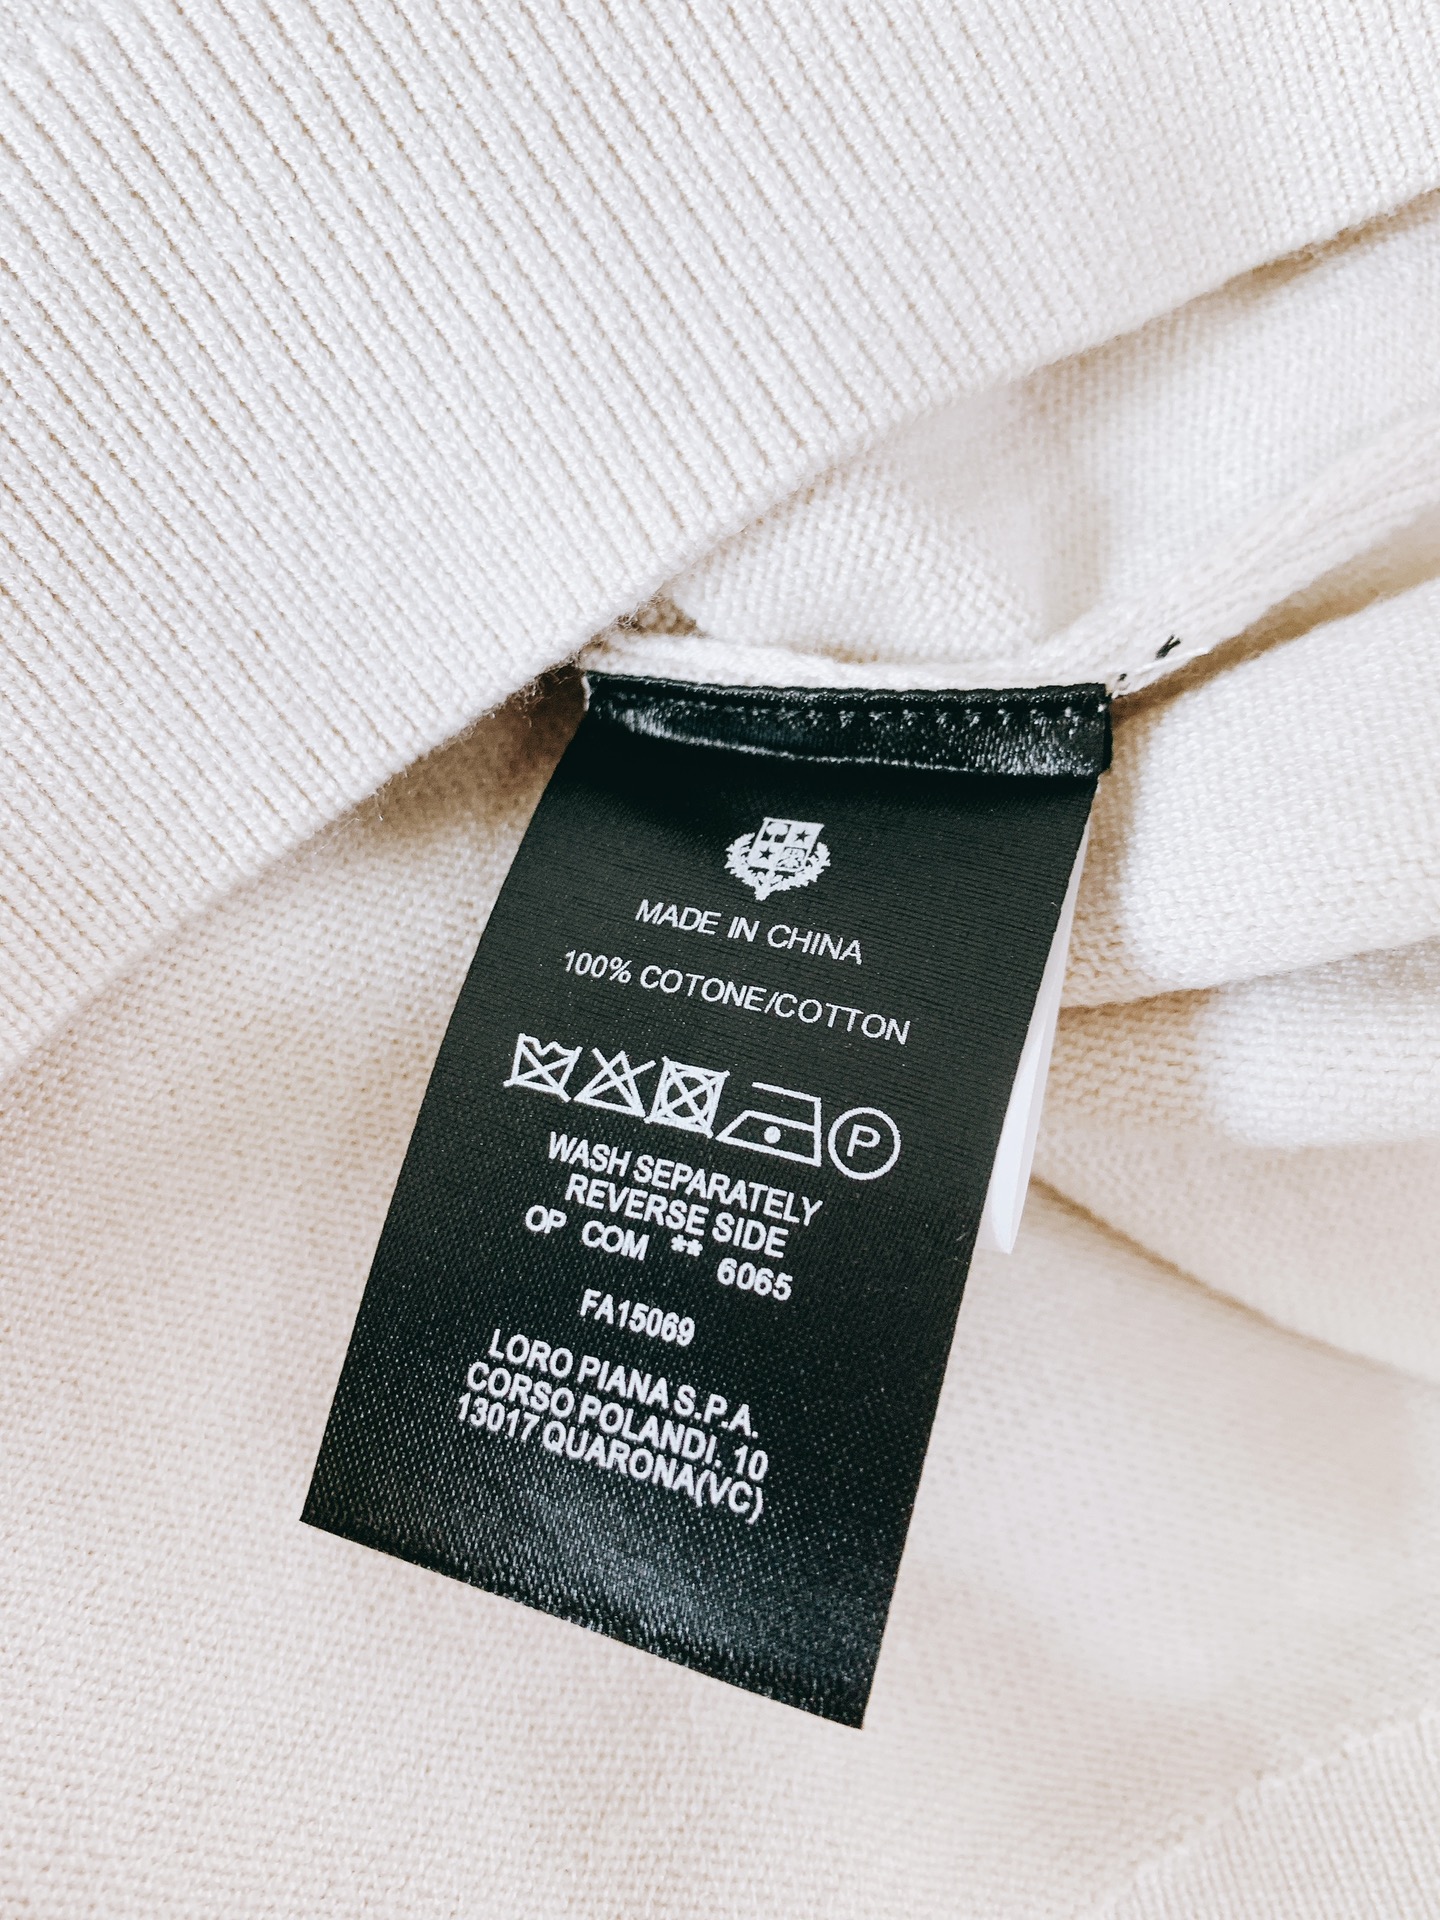 MADE IN CHINA
100% COTONE/COTTON
P
WASH SEPARATELY
REVERSE SIDE
OP COM ** 6065
FA15069
LORO PIANA S.P.A.
CORSO POLANDI. 10
13017 QUARONA(VC)